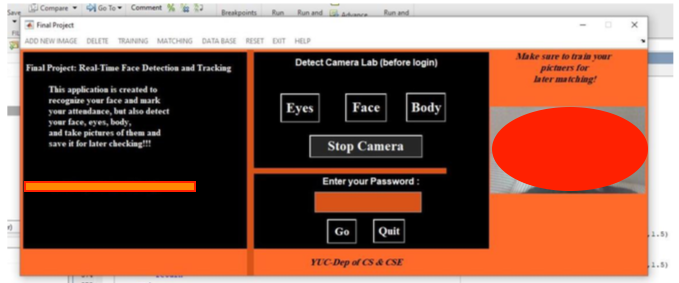 Save
Compare
Go To
Comment
Breakpoints
Run
Run and
Advance
Run and
Final Project
ADD NEW IMAGE DELETE TRAINING MATCHING DATA BASE RESET EXIT HELP
Final Project: Real-Time Face Detection and Tracking
This application is created to
recognize your face and mark
your attendance, but also detect
your face, eyes, body,
and take pictures of them and
save it for later checking!!!
Detect Camera Lab (before login)
Eyes
Face
Body
Stop Camera
Enter your Password :
Go
Quit
YUC-Dep of CS & CSE
Make sure to train your
pictuers for
later matching!
,1.5)
,1.5)